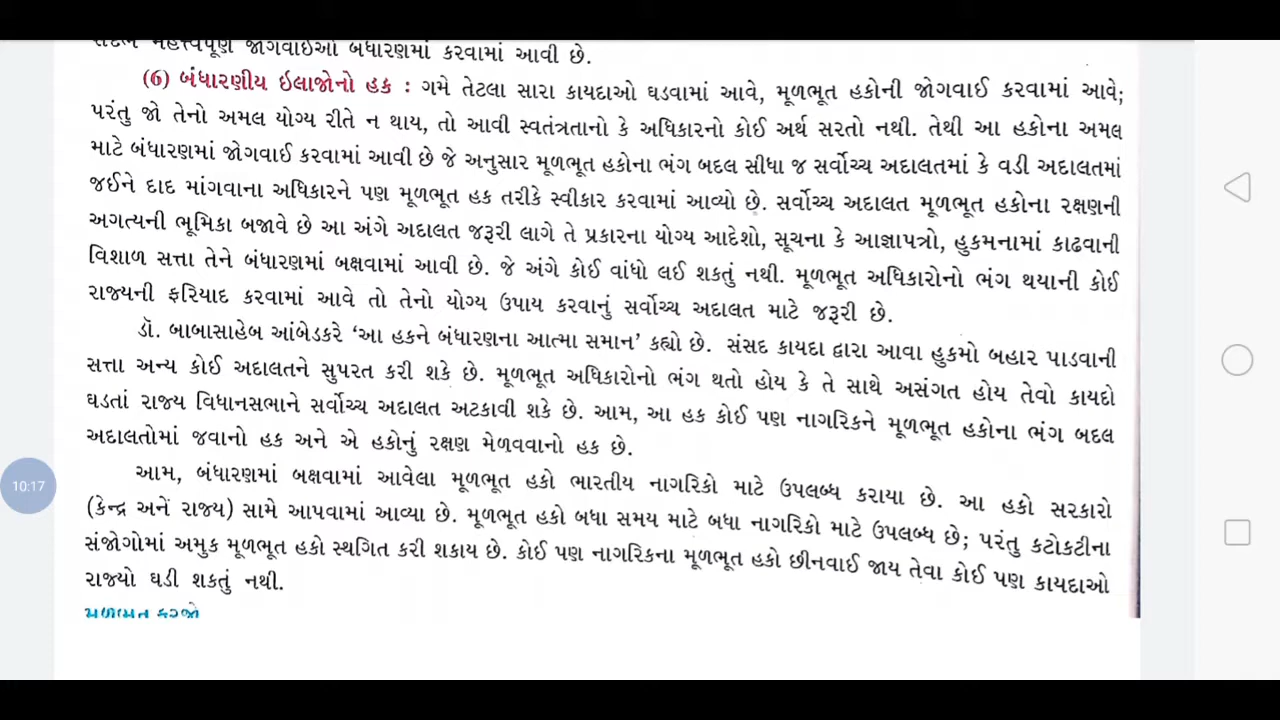 સંદર્ભે મહત્ત્વપૂર્ણ જોગવાઈઓ બંધારણમાં કરવામાં આવી છે.
(6) બંધારણીય ઇલાજોનો હક : ગમે તેટલા સારા કાયદાઓ ઘડવામાં આવે, મૂળભૂત હકોની જોગવાઈ કરવામાં આવે;
પરંતુ જો તેનો અમલ યોગ્ય રીતે ન થાય, તો આવી સ્વતંત્રતાનો કે અધિકારનો કોઈ અર્થ સરતો નથી. તેથી આ હકોના અમલ
માટે બંધારણમાં જોગવાઈ કરવામાં આવી છે જે અનુસાર મૂળભૂત હકોના ભંગ બદલ સીધા જ સર્વોચ્ચ અદાલતમાં કે વડી અદાલતમાં
જઈને દાદ માંગવાના અધિકારને પણ મૂળભૂત હક તરીકે સ્વીકાર કરવામાં આવ્યો છે. સર્વોચ્ચ અદાલત મૂળભૂત હકોના રક્ષણની
અગત્યની ભૂમિકા બજાવે છે આ અંગે અદાલત જરૂરી લાગે તે પ્રકારના યોગ્ય આદેશો, સૂચના કે આજ્ઞાપત્રો, હુકમનામાં કાઢવાની
વિશાળ સત્તા તેને બંધારણમાં બક્ષવામાં આવી છે. જે અંગે કોઈ વાંધો લઈ શકતું નથી. મૂળભૂત અધિકારોનો ભંગ થયાની કોઈ
રાજ્યની ફરિયાદ કરવામાં આવે તો તેનો યોગ્ય ઉપાય કરવાનું સર્વોચ્ચ અદાલત માટે જરૂરી છે.
ડૉ. બાબાસાહેબ આંબેડકરે ‘આ હકને બંધારણના આત્મા સમાન’ કહ્યો છે. સંસદ કાયદા દ્વારા આવા હુકમો બહાર પાડવાની
સત્તા અન્ય કોઈ અદાલતને સુપરત કરી શકે છે. મૂળભૂત અધિકારોનો ભંગ થતો હોય કે તે સાથે અસંગત હોય તેવો કાયદો
ઘડતાં રાજ્ય વિધાનસભાને સર્વોચ્ચ અદાલત અટકાવી શકે છે. આમ, આ હક કોઈ પણ નાગરિકને મૂળભૂત હકોના ભંગ બદલ
અદાલતોમાં જવાનો હક અને એ હકોનું રક્ષણ મેળવવાનો હક છે.
આમ, બંધારણમાં બક્ષવામાં આવેલા મૂળભૂત હકો ભારતીય નાગરિકો માટે ઉપલબ્ધ કરાયા છે. આ હકો સરકારો
(કેન્દ્ર અનેં રાજ્ય) સામે આપવામાં આવ્યા છે. મૂળભૂત હકો બધા સમય માટે બધા નાગરિકો માટે ઉપલબ્ધ છે; પરંતુ કટોકટીના
સંજોગોમાં અમુક મૂળભૂત હકો સ્થગિત કરી શકાય છે. કોઈ પણ નાગરિકના મૂળભૂત હકો છીનવાઈ જાય તેવા કોઈ પણ કાયદાઓ
રાજ્યો ઘડી શકતું નથી.
મૂળભૂત ફરજો
10:17